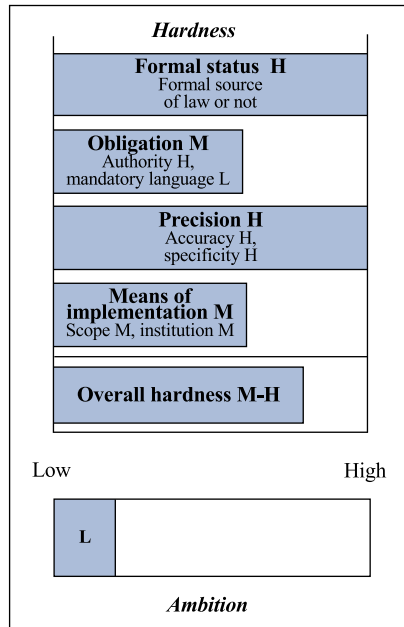 Hardness
Formal status H
Formal source
of law or not
Obligation M
Authority H,
mandatory language L
Precision H
Accuracy H,
specificity H
Means of
implementation M
Scope M, institution M
Overall hardness M-H
Low High
L
Ambition